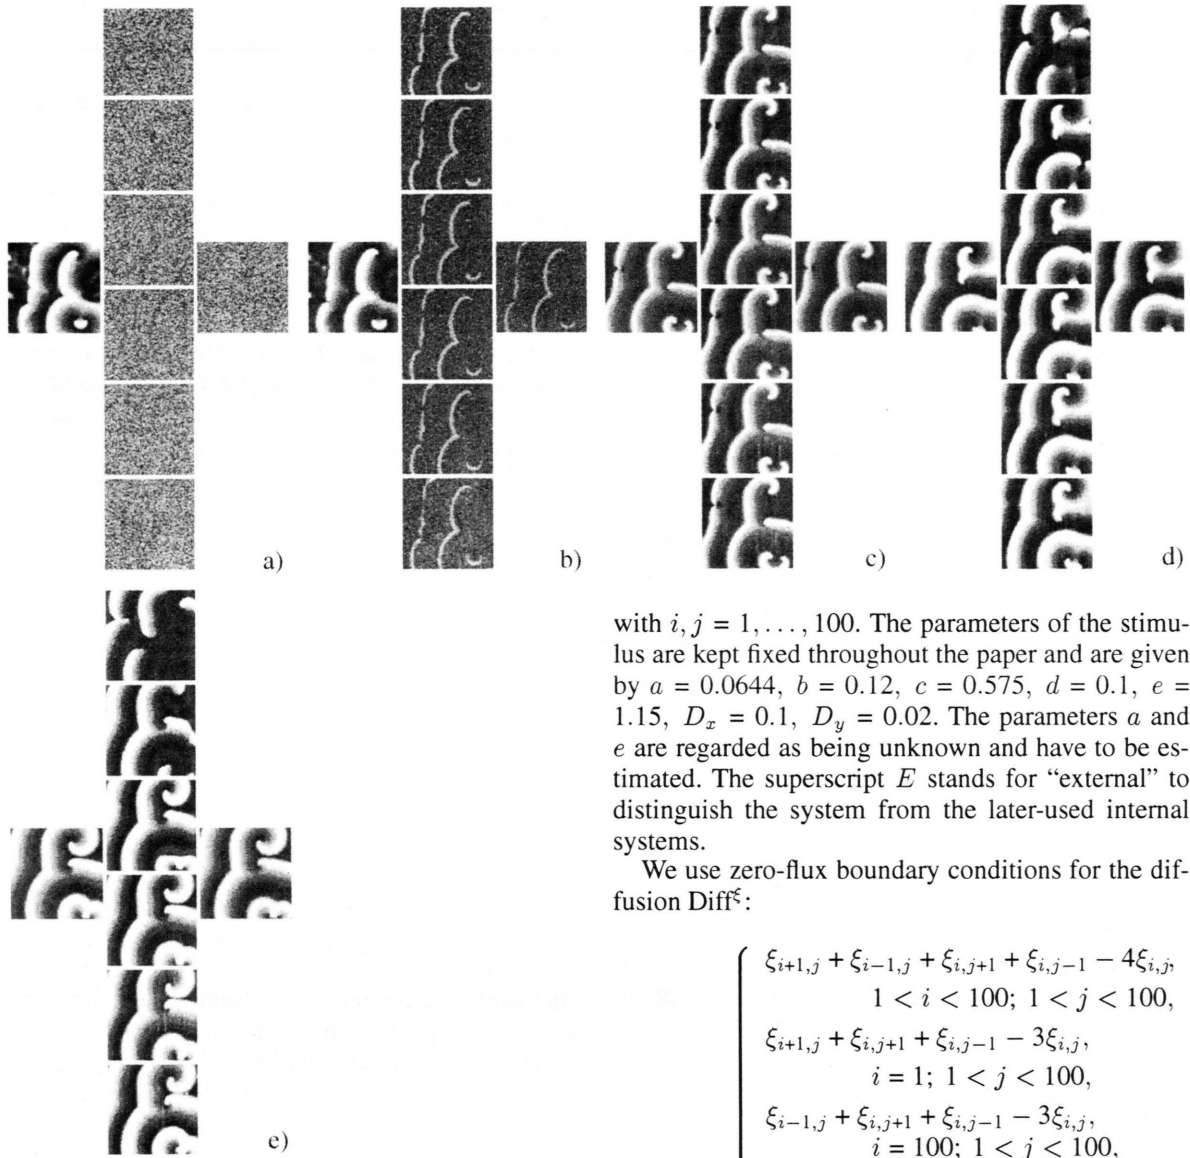 a)
b)
c)
d)
e)
with i, j = 1, . . . , 100. The parameters of the stimu-
lus are kept fixed throughout the paper and are given
by a = 0.0644, b = 0.12, c = 0.575, d = 0.1, e =
1.15, Dₓ = 0.1, D_y = 0.02. The parameters a and
e are regarded as being unknown and have to be es-
timated. The superscript E stands for “external” to
distinguish the system from the later-used internal
systems.
We use zero-flux boundary conditions for the dif-
fusion Diff^ξ:
ξ_{i+1,j} + ξ_{i−1,j} + ξ_{i,j+1} + ξ_{i,j−1} − 4ξ_{i,j},
1 < i < 100; 1 < j < 100,
ξ_{i+1,j} + ξ_{i,j+1} + ξ_{i,j−1} − 3ξ_{i,j},
i = 1; 1 < j < 100,
ξ_{i−1,j} + ξ_{i,j+1} + ξ_{i,j−1} − 3ξ_{i,j},
i = 100; 1 < j < 100,